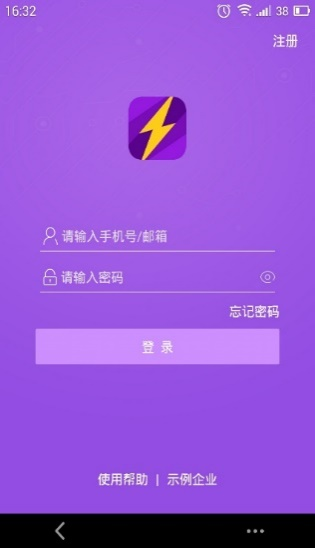 16:32
38
注册
请输入手机号/邮箱
请输入密码
忘记密码
登 录
使用帮助 | 示例企业